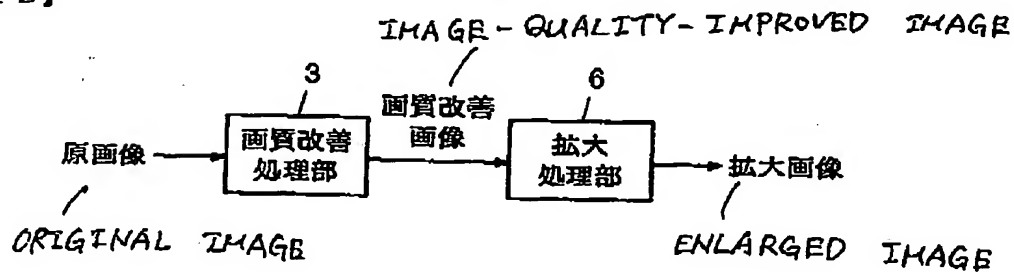 IMAGE-QUALITY-IMPROVED IMAGE
3
画質改善
画像
6
原画像
画質改善
処理部
拡大
処理部
拡大画像
ORIGINAL IMAGE
ENLARGED IMAGE